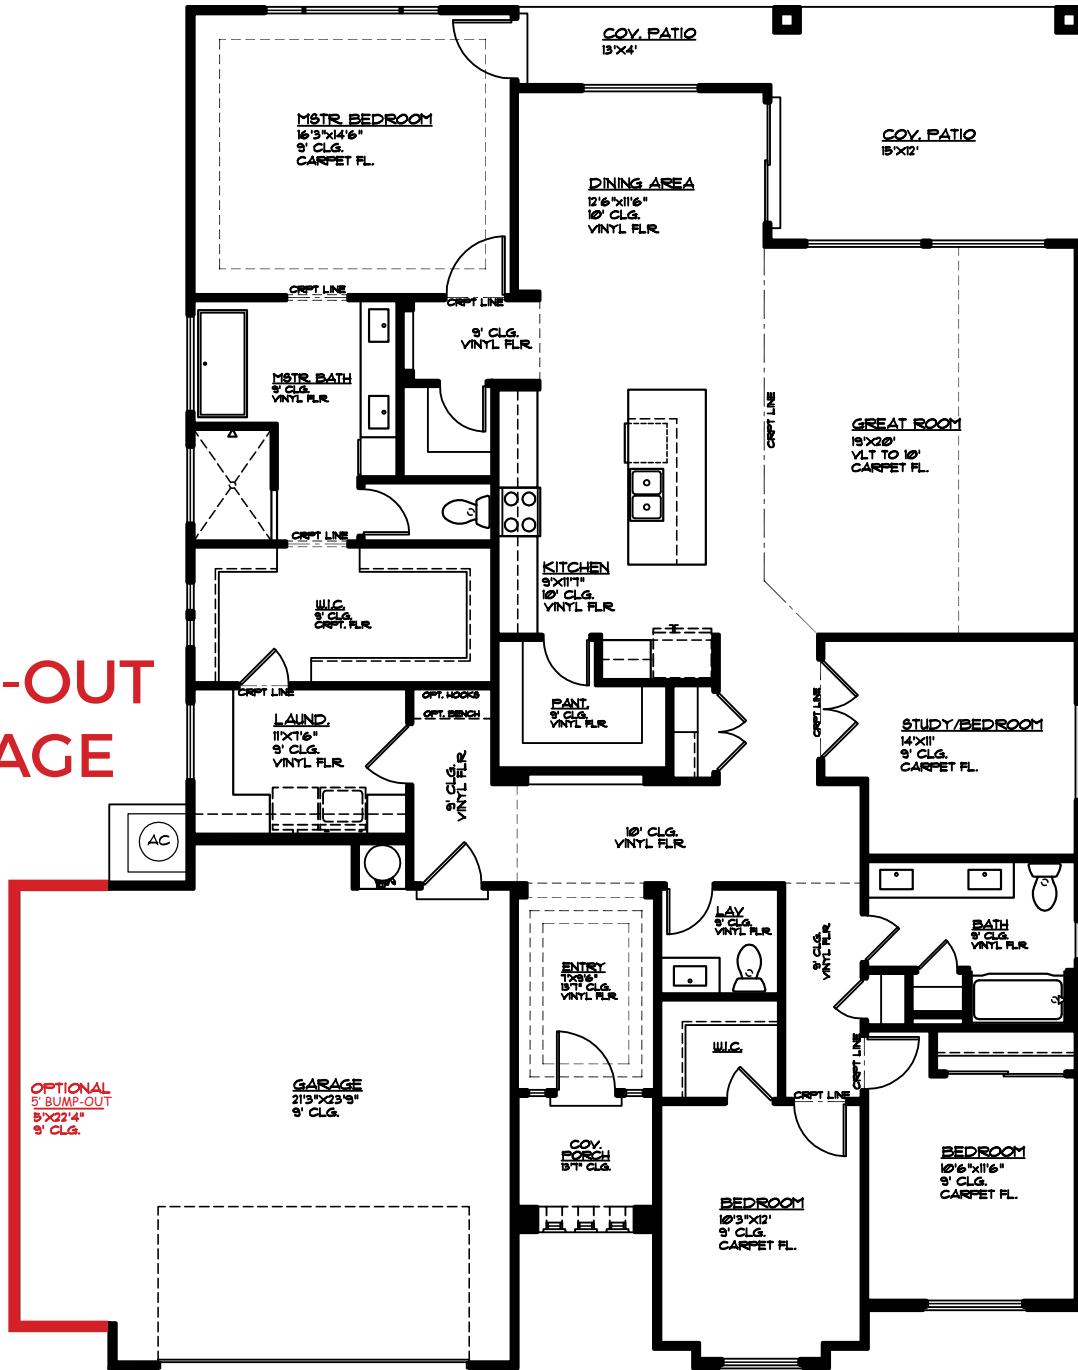 COV. PATIO
13'X4'
MSTR. BEDROOM
16'3"x14'6"
9' CLG.
CARPET FL.
COV. PATIO
15'X12'
DINING AREA
12'6"x11'6"
10' CLG.
VINYL FLR.
CRPT LINE
CRPT LINE
9' CLG.
VINYL FLR.
MSTR. BATH
9' CLG.
VINYL FLR.
CRPT LINE
GREAT ROOM
19'X20'
VLT TO 10'
CARPET FL.
CRPT LINE
KITCHEN
9'X11'7"
10' CLG.
VINYL FLR.
W.I.C.
9' CLG.
CRPT. FLR.
-OUT
AGE
CRPT LINE
OPT. HOOKS
OPT. BENCH
LAUND.
11'X7'6"
9' CLG.
VINYL FLR.
PANT.
9' CLG.
VINYL FLR.
CRPT LINE
STUDY/BEDROOM
14'X11'
9' CLG.
CARPET FL.
9' CLG.
VINYL FLR.
AC
10' CLG.
VINYL FLR.
LAV
9' CLG.
VINYL FLR.
9' CLG.
VINYL FLR.
BATH
9' CLG.
VINYL FLR.
ENTRY
7'X9'6"
13'7" CLG.
VINYL FLR.
W.I.C.
CRPT LINE
CRPT LINE
OPTIONAL
5' BUMP-OUT
5'X22'4"
9' CLG.
GARAGE
21'3"X23'9"
9' CLG.
COV.
PORCH
13'7" CLG.
BEDROOM
10'3"X12'
9' CLG.
CARPET FL.
BEDROOM
10'6"x11'6"
9' CLG.
CARPET FL.